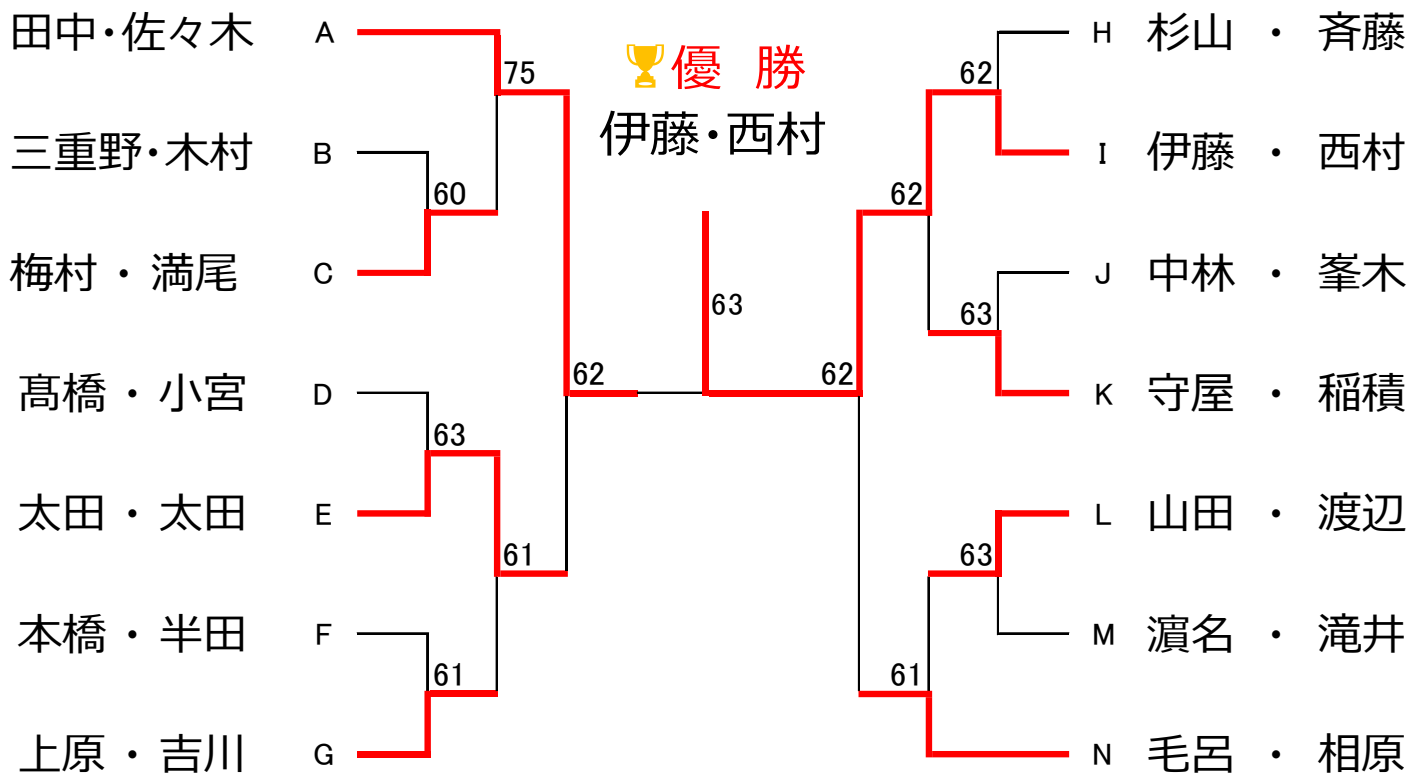 田中・佐々木 A
75
三重野・木村 B
60
梅村・満尾 C
62
髙橋・小宮 D
63
太田・太田 E
61
本橋・半田 F
61
上原・吉川 G
優 勝
伊藤・西村
63
H 杉山・斉藤
62
I 伊藤・西村
62
J 中林・峯木
63
K 守屋・稲積
62
L 山田・渡辺
63
M 濵名・滝井
61
N 毛呂・相原